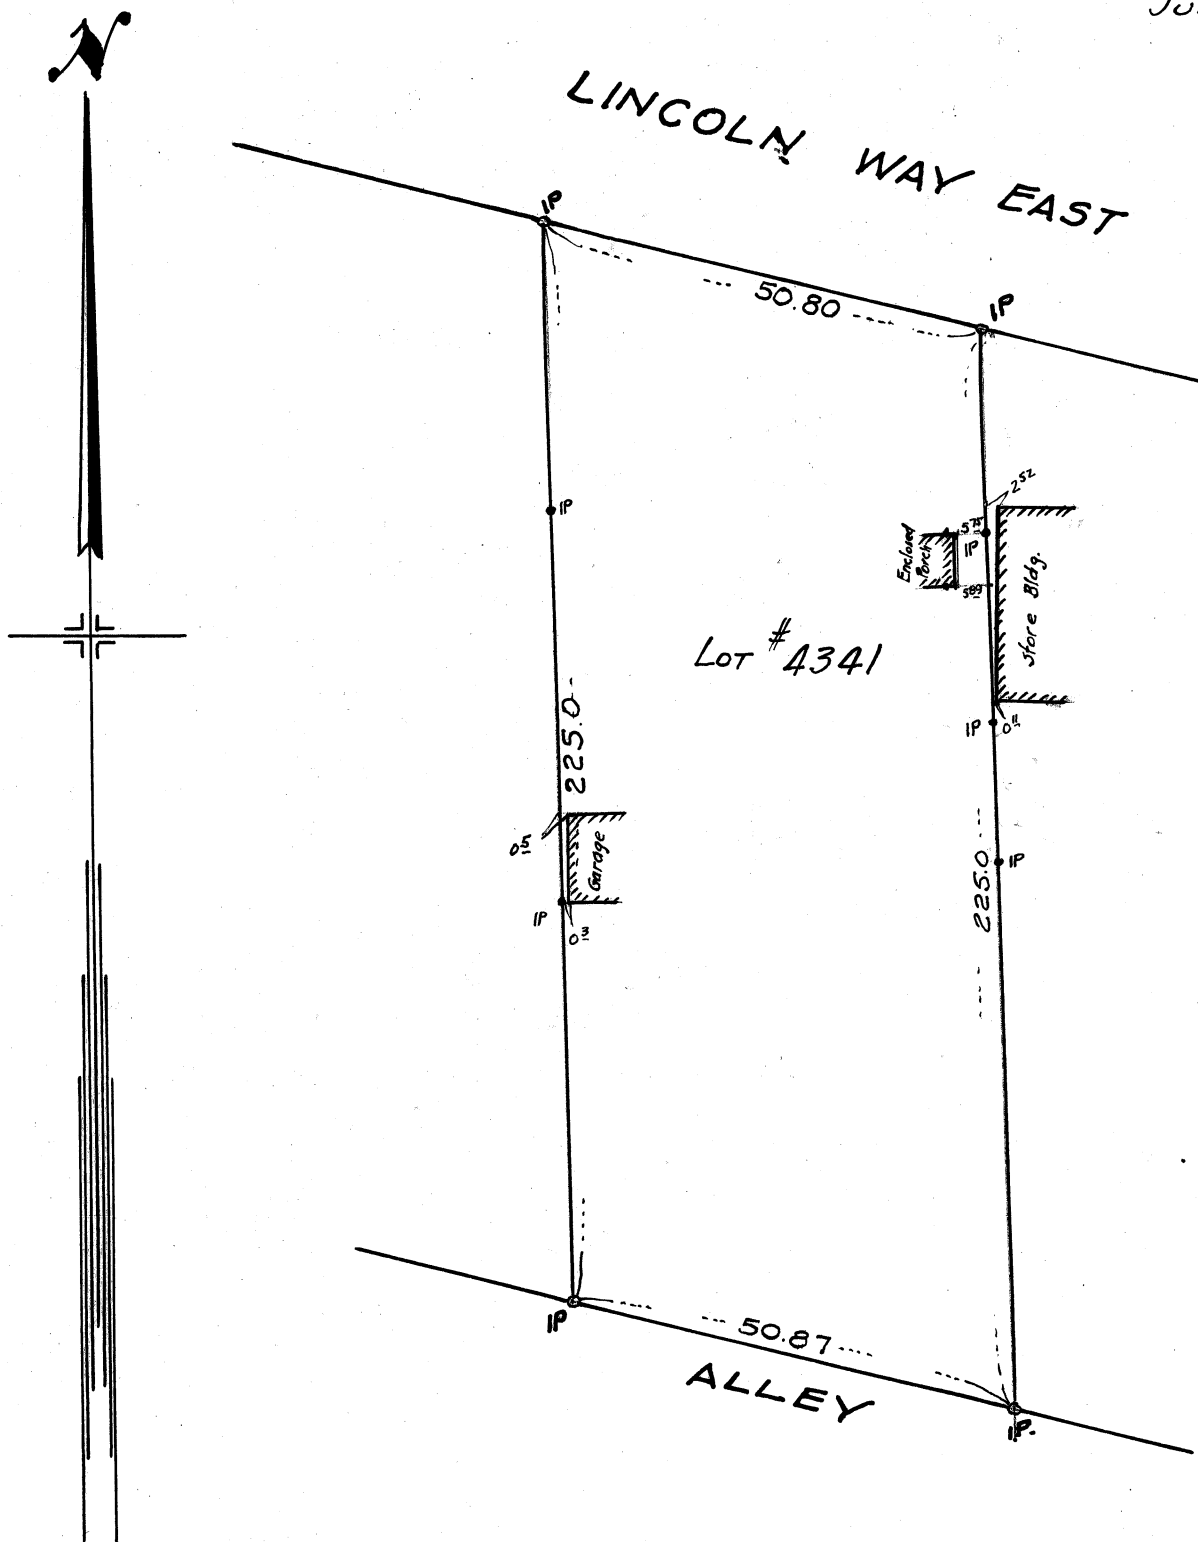 N
LINCOLN WAY EAST
IP
50.80
IP
2 52
IP
5 75
IP
Enclosed
Porch
5 89
Store Bldg.
LOT # 4341
225.0
IP
0 11
0 5
Garage
225.0
IP
IP
0 3
IP
50.87
ALLEY
IP.